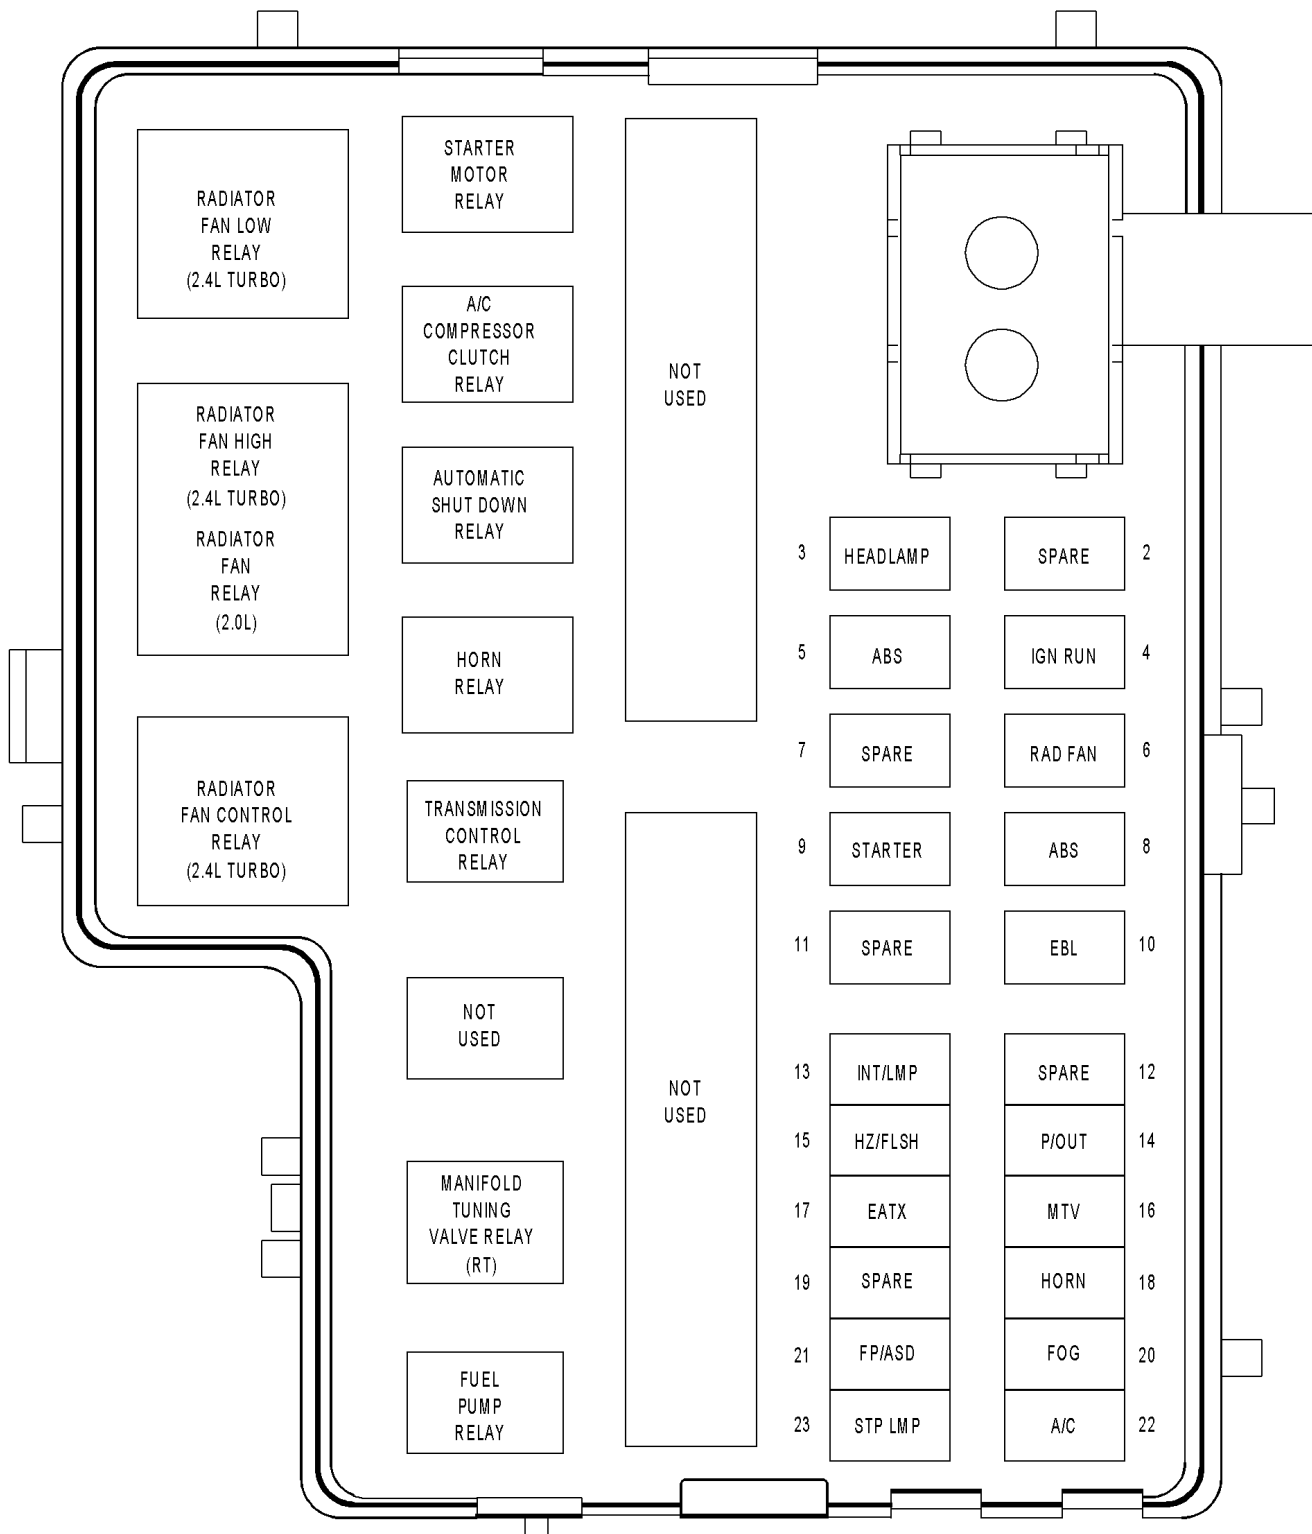 RADIATOR
FAN LOW
RELAY
(2.4L TURBO)
RADIATOR
FAN HIGH
RELAY
(2.4L TURBO)
RADIATOR
FAN
RELAY
(2.0L)
RADIATOR
FAN CONTROL
RELAY
(2.4L TURBO)
STARTER
MOTOR
RELAY
A/C
COMPRESSOR
CLUTCH
RELAY
AUTOMATIC
SHUT DOWN
RELAY
HORN
RELAY
TRANSMISSION
CONTROL
RELAY
NOT
USED
MANIFOLD
TUNING
VALVE RELAY
(RT)
FUEL
PUMP
RELAY
NOT
USED
NOT
USED
3 HEADLAMP SPARE 2
5 ABS IGN RUN 4
7 SPARE RAD FAN 6
9 STARTER ABS 8
11 SPARE EBL 10
13 INT/LMP SPARE 12
15 HZ/FLSH P/OUT 14
17 EATX MTV 16
19 SPARE HORN 18
21 FP/ASD FOG 20
23 STP LMP A/C 22